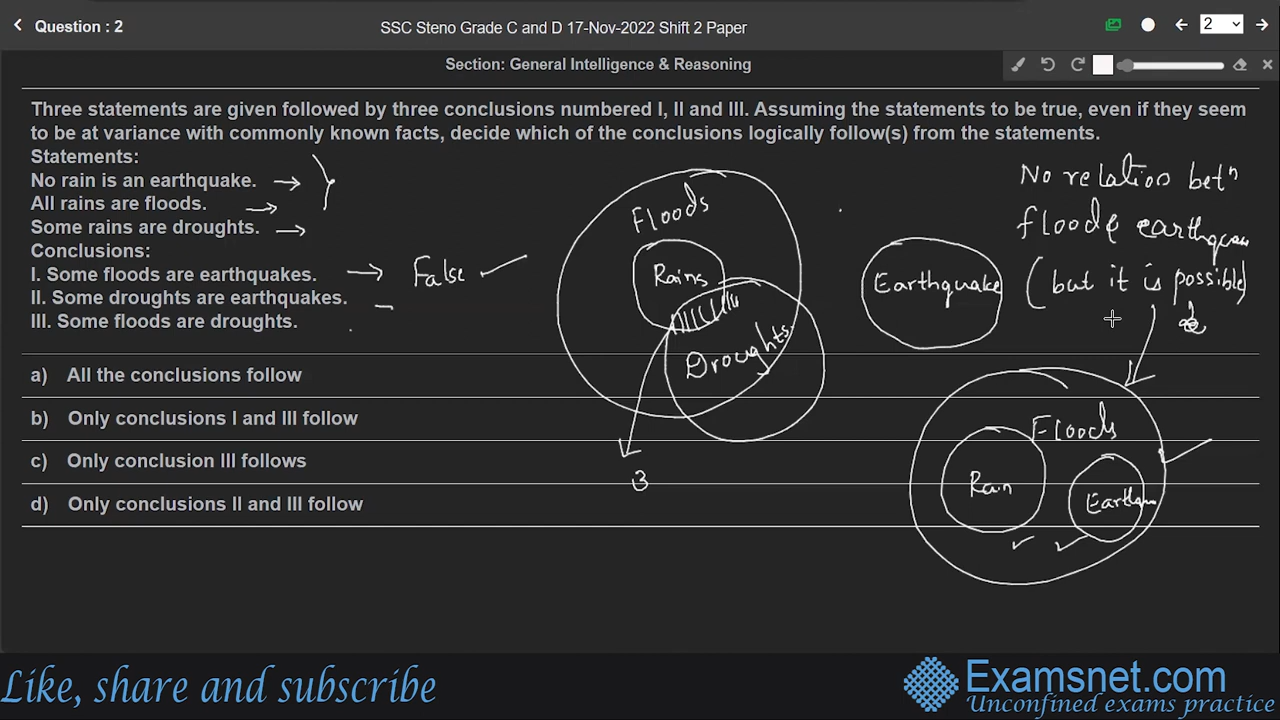 Question : 2
SSC Steno Grade C and D 17-Nov-2022 Shift 2 Paper
2
Section: General Intelligence & Reasoning
Three statements are given followed by three conclusions numbered I, II and III. Assuming the statements to be true, even if they seem
to be at variance with commonly known facts, decide which of the conclusions logically follow(s) from the statements.
Statements:
No rain is an earthquake.
All rains are floods.
Some rains are droughts.
Conclusions:
I. Some floods are earthquakes.
False
II. Some droughts are earthquakes.
III. Some floods are droughts.
Floods
Rains
Droughts
3
Earthquake
No relation betn
flood &
(but it is possible)
Floods
Rain
a) All the conclusions follow
b) Only conclusions I and III follow
c) Only conclusion III follows
d) Only conclusions II and III follow
Like, share and subscribe
Examsnet.com
Unconfined exams practice